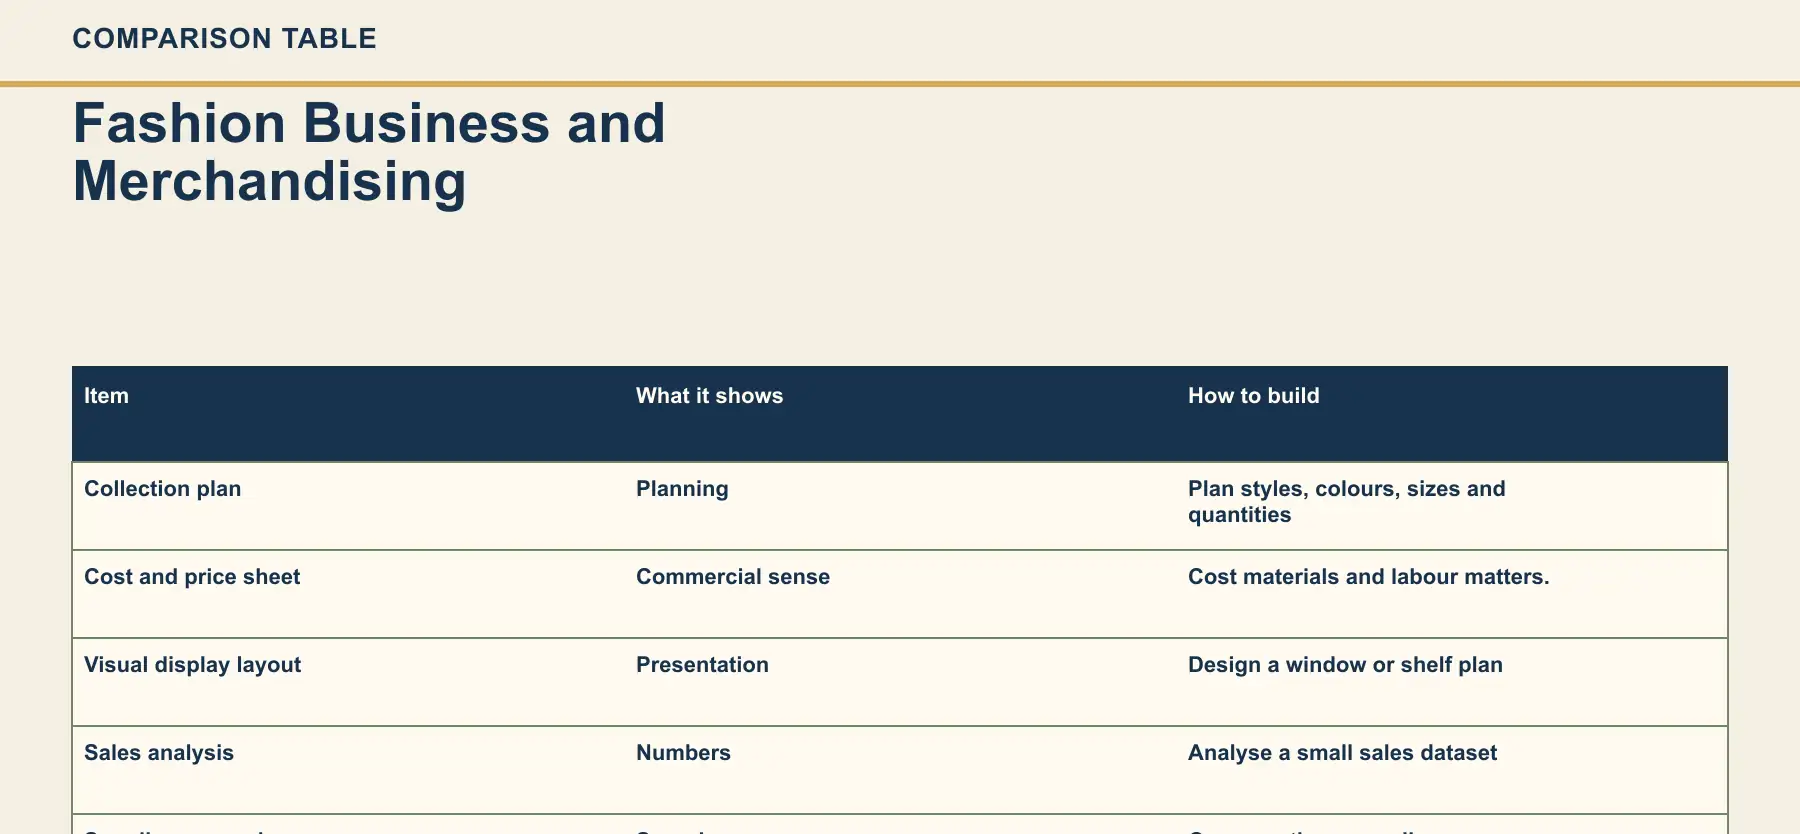 COMPARISON TABLE
Fashion Business and
Merchandising
Item What it shows How to build
Collection plan Planning Plan styles, colours, sizes and
quantities
Cost and price sheet Commercial sense Cost materials and labour matters.
Visual display layout Presentation Design a window or shelf plan
Sales analysis Numbers Analyse a small sales dataset